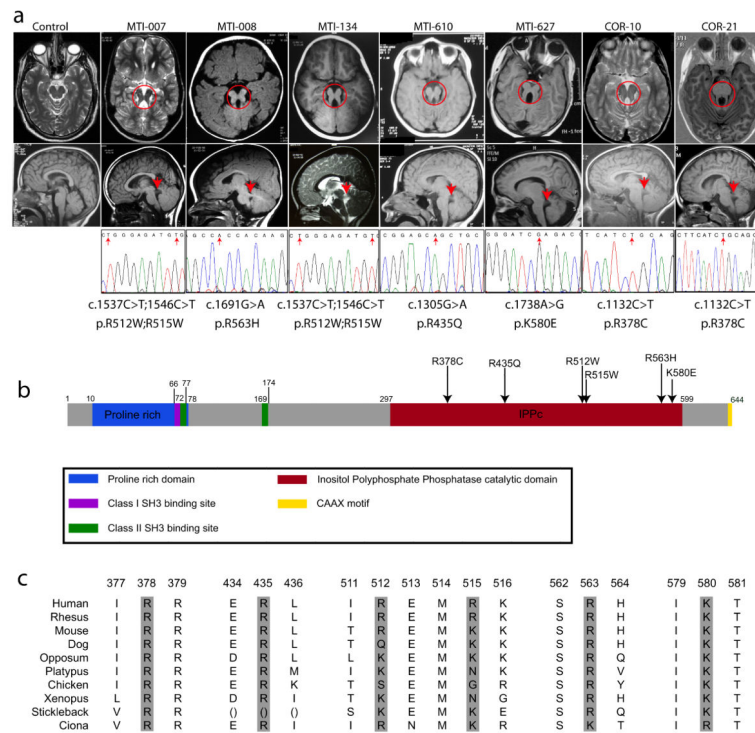 a
Control MTI-007 MTI-008 MTI-134 MTI-610 MTI-627 COR-10 COR-21
C T G G G A G A T G T G G C C A C C A C A A G C T G G G A G A T G T G C G G A G C A G C T G C G G G A T C G A G A C C T C A T C T G C A G C T T C A T C T G C A G C
c.1537C>T;1546C>T c.1691G>A c.1537C>T;1546C>T c.1305G>A c.1738A>G c.1132C>T c.1132C>T
p.R512W;R515W p.R563H p.R512W;R515W p.R435Q p.K580E p.R378C p.R378C
b
R378C R435Q R512W R515W R563H K580E
1 10 66 72 77 78 169 174 297 599 644
Proline rich IPPc
Proline rich domain Inositol Polyphosphate Phosphatase catalytic domain
Class I SH3 binding site CAAX motif
Class II SH3 binding site
c
377 378 379 434 435 436 511 512 513 514 515 516 562 563 564 579 580 581
Human I R R E R L I R E M R K S R H I K T
Rhesus I R R E R L I R E M R K S R H I K T
Mouse I R R E R L T R E M K K S R H I K T
Dog I R R E R L T Q E M K K S R H I K T
Opposum I R R D R L L K E M K K S R Q I K T
Platypus I R R E R M I K E M N K S R V I K T
Chicken I R R E R K T S E M G R S R Y I K T
Xenopus L R R D R I T K E M N G S R H I K T
Stickleback V R R () () () S K E M K E S R Q I K T
Ciona V R R E R I I R N M K R S K T I R T